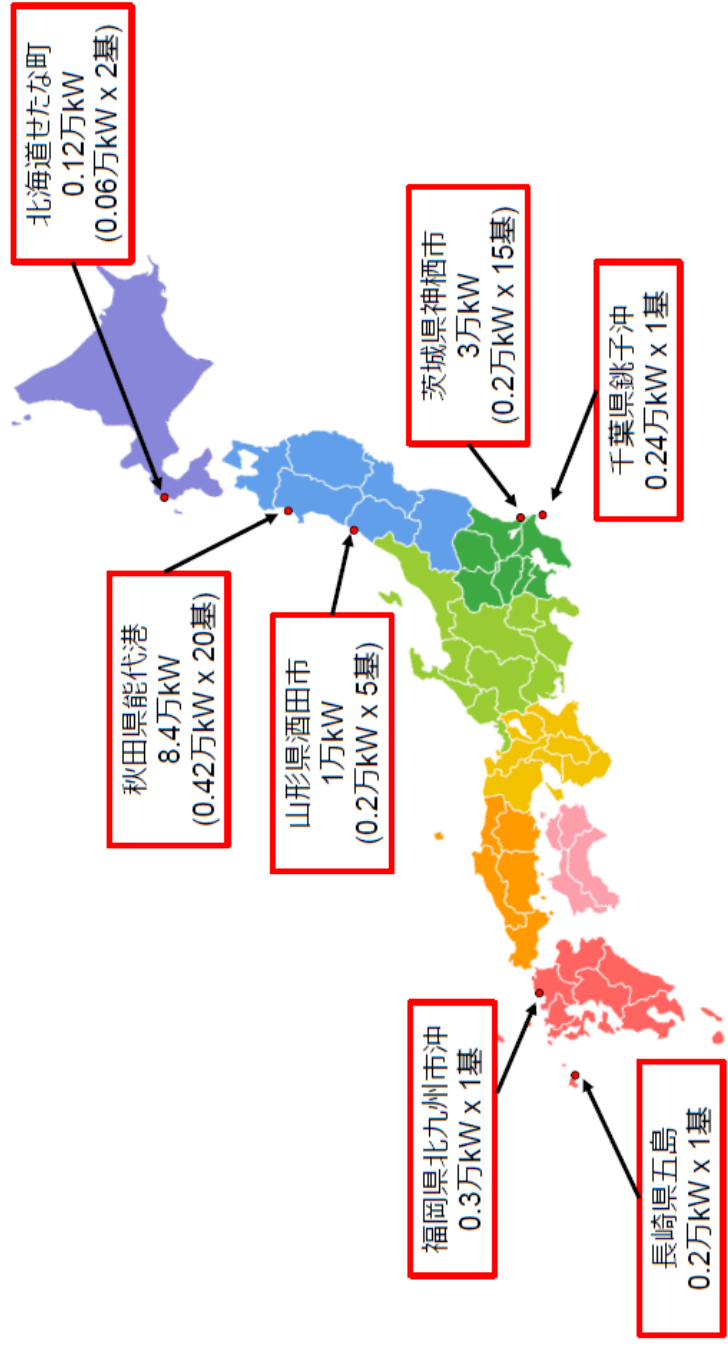 北海道せたな町
0.12万kW
(0.06万kW x 2基)
秋田県能代港
8.4万kW
(0.42万kW x 20基)
山形県酒田市
1万kW
(0.2万kW x 5基)
茨城県神栖市
3万kW
(0.2万kW x 15基)
千葉県銚子沖
0.24万kW x 1基
福岡県北九州市沖
0.3万kW x 1基
長崎県五島
0.2万kW x 1基